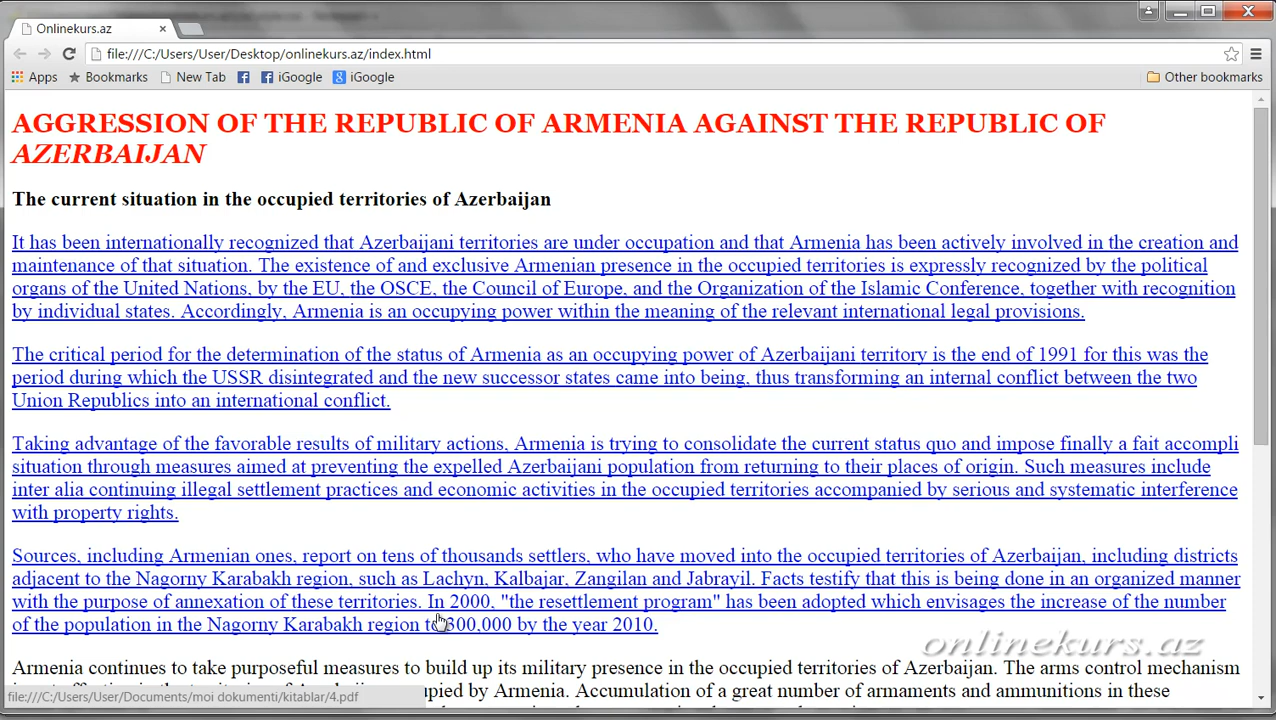 Onlinekurs.az
file:///C:/Users/User/Desktop/onlinekurs.az/index.html
Apps Bookmarks New Tab iGoogle iGoogle Other bookmarks
AGGRESSION OF THE REPUBLIC OF ARMENIA AGAINST THE REPUBLIC OF
AZERBAIJAN
The current situation in the occupied territories of Azerbaijan
It has been internationally recognized that Azerbaijani territories are under occupation and that Armenia has been actively involved in the creation and
maintenance of that situation. The existence of and exclusive Armenian presence in the occupied territories is expressly recognized by the political
organs of the United Nations, by the EU, the OSCE, the Council of Europe, and the Organization of the Islamic Conference, together with recognition
by individual states. Accordingly, Armenia is an occupying power within the meaning of the relevant international legal provisions.
The critical period for the determination of the status of Armenia as an occupying power of Azerbaijani territory is the end of 1991 for this was the
period during which the USSR disintegrated and the new successor states came into being, thus transforming an internal conflict between the two
Union Republics into an international conflict.
Taking advantage of the favorable results of military actions, Armenia is trying to consolidate the current status quo and impose finally a fait accompli
situation through measures aimed at preventing the expelled Azerbaijani population from returning to their places of origin. Such measures include
inter alia continuing illegal settlement practices and economic activities in the occupied territories accompanied by serious and systematic interference
with property rights.
Sources, including Armenian ones, report on tens of thousands settlers, who have moved into the occupied territories of Azerbaijan, including districts
adjacent to the Nagorny Karabakh region, such as Lachyn, Kalbajar, Zangilan and Jabrayil. Facts testify that this is being done in an organized manner
with the purpose of annexation of these territories. In 2000, "the resettlement program" has been adopted which envisages the increase of the number
of the population in the Nagorny Karabakh region to 300,000 by the year 2010.
onlinekurs.az
Armenia continues to take purposeful measures to build up its military presence in the occupied territories of Azerbaijan. The arms control mechanism
file:///C:/Users/User/Documents/moi dokumenti/kitablar/4.pdf
by Armenia. Accumulation of a great number of armaments and ammunitions in these